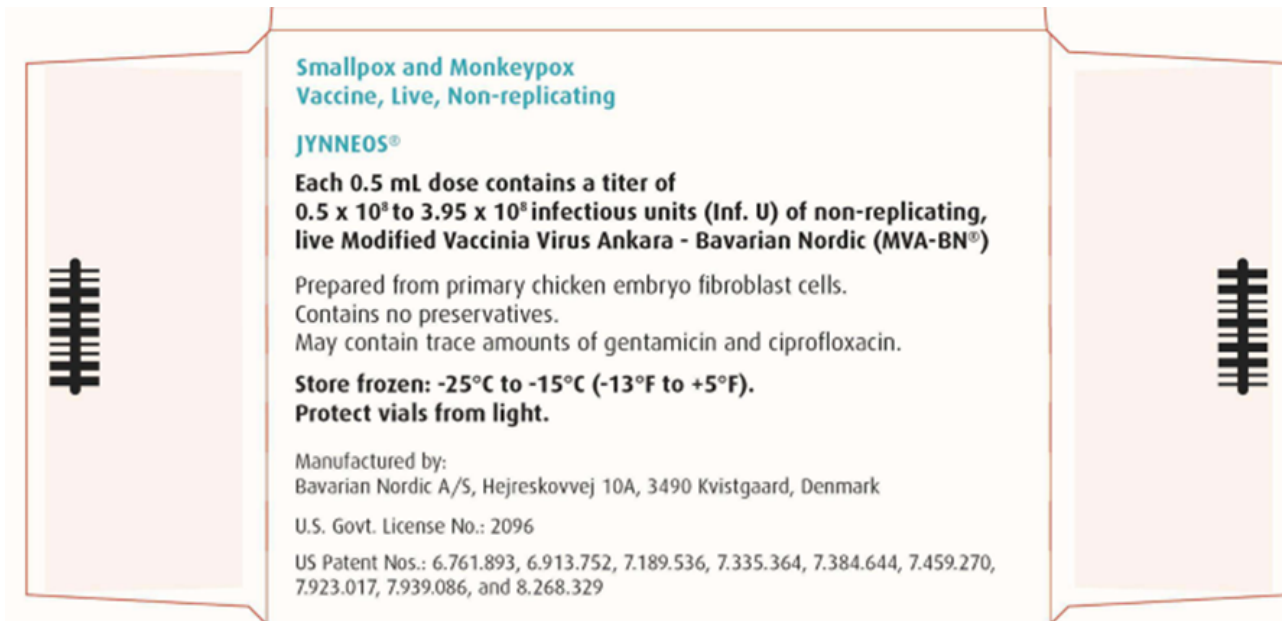 Smallpox and Monkeypox
Vaccine, Live, Non-replicating
JYNNEOS®
Each 0.5 mL dose contains a titer of
0.5 x 10⁸ to 3.95 x 10⁸ infectious units (Inf. U) of non-replicating,
live Modified Vaccinia Virus Ankara - Bavarian Nordic (MVA-BN®)
Prepared from primary chicken embryo fibroblast cells.
Contains no preservatives.
May contain trace amounts of gentamicin and ciprofloxacin.
Store frozen: -25°C to -15°C (-13°F to +5°F).
Protect vials from light.
Manufactured by:
Bavarian Nordic A/S, Hejreskovvej 10A, 3490 Kvistgaard, Denmark
U.S. Govt. License No.: 2096
US Patent Nos.: 6.761.893, 6.913.752, 7.189.536, 7.335.364, 7.384.644, 7.459.270,
7.923.017, 7.939.086, and 8.268.329